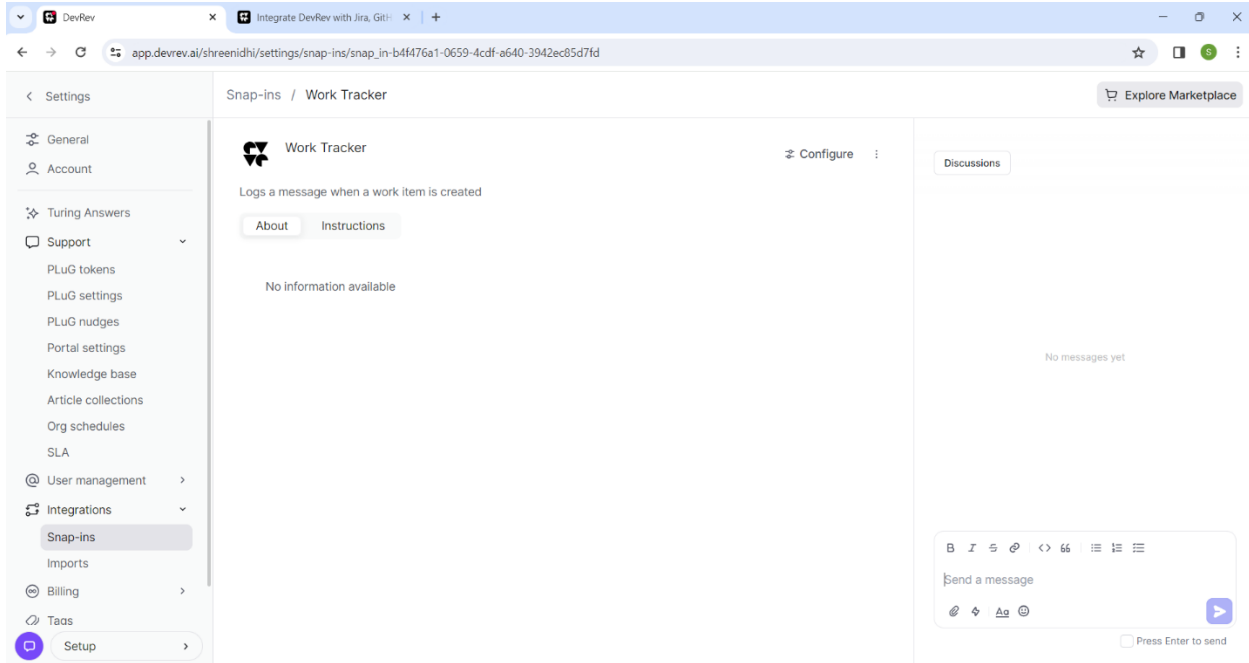 DevRev
Integrate DevRev with Jira, GitH
app.devrev.ai/shreenidhi/settings/snap-ins/snap_in-b4f476a1-0659-4cdf-a640-3942ec85d7fd
S
Settings
Snap-ins / Work Tracker
Explore Marketplace
General
Account
Turing Answers
Support
PLuG tokens
PLuG settings
PLuG nudges
Portal settings
Knowledge base
Article collections
Org schedules
SLA
User management
Integrations
Snap-ins
Imports
Billing
Tags
Setup
Work Tracker
Configure
Logs a message when a work item is created
About Instructions
No information available
Discussions
No messages yet
B I S
Send a message
Aa
Press Enter to send